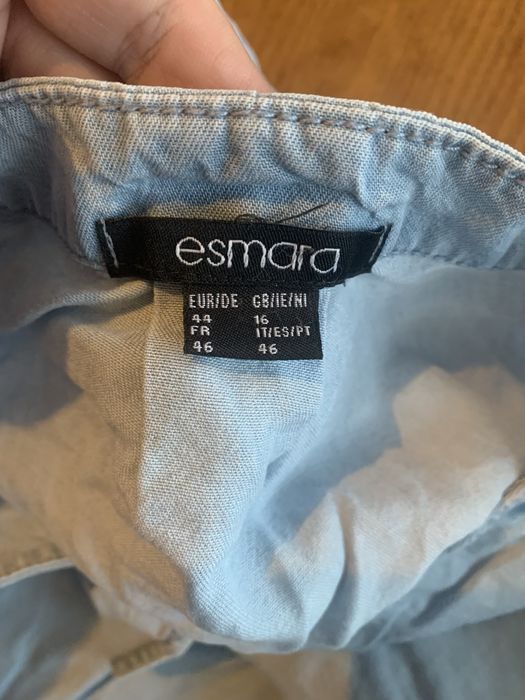 esmara
EUR/DE GB/IE/NI
44 16
FR IT/ES/PT
46 46